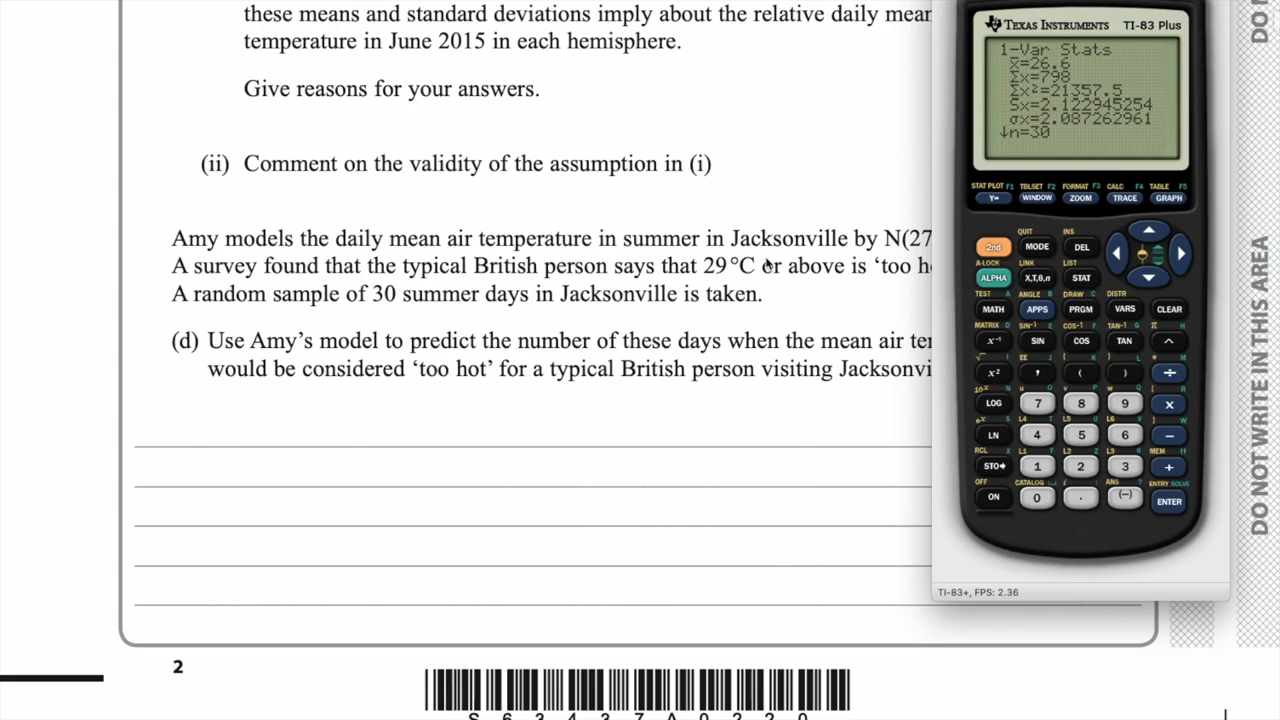 these means and standard deviations imply about the relative daily mean
temperature in June 2015 in each hemisphere.
Give reasons for your answers.
(ii) Comment on the validity of the assumption in (i)
Amy models the daily mean air temperature in summer in Jacksonville by N(27
A survey found that the typical British person says that 29 °C or above is ‘too
A random sample of 30 summer days in Jacksonville is taken.
(d) Use Amy’s model to predict the number of these days when the mean air
would be considered ‘too hot’ for a typical British person visiting
2
TEXAS INSTRUMENTS TI-83 Plus
1-Var Stats
x̄=26.6
Σx=798
Σx²=21357.5
Sx=2.122945254
σx=2.087262961
↓n=30
STAT PLOT F1 TBLSET F2 FORMAT F3 CALC F4 TABLE F5
Y= WINDOW ZOOM TRACE GRAPH
QUIT INS
2nd MODE DEL
A-LOCK LINK LIST
ALPHA X,T,θ,n STAT
TEST A ANGLE B DRAW C DISTR
MATH APPS PRGM VARS CLEAR
MATRIX D SIN⁻¹ E COS⁻¹ F TAN⁻¹ G π H
x⁻¹ SIN COS TAN ^
√ I EE J { K } L e M
x² , ( ) ÷
10ˣ N u O v P w Q [ R
LOG 7 8 9 ×
eˣ S L4 T L5 U L6 V ] W
LN 4 5 6 −
RCL X L1 Y L2 Z L3 θ MEM "
STO➔ 1 2 3 +
OFF CATALOG i : ANS ? ENTRY SOLVE
ON 0 . (−) ENTER
TI-83+, FPS: 2.36
DO NOT WRITE IN THIS AREA